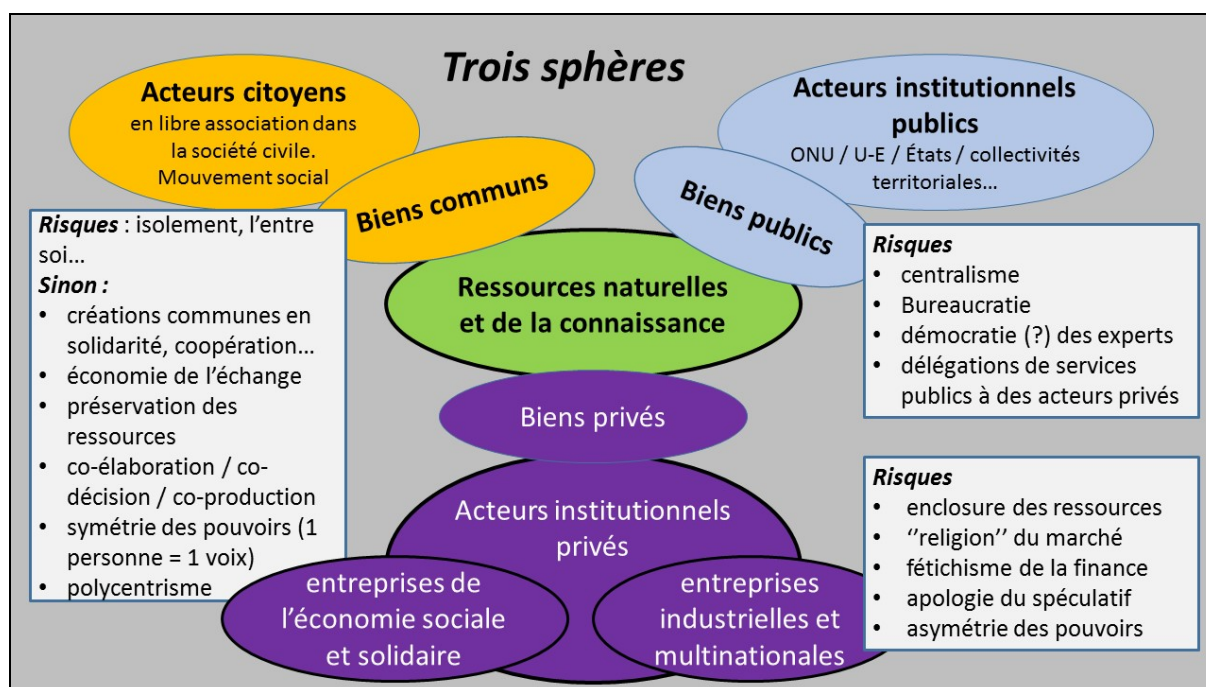 Trois sphères
Acteurs citoyens
en libre association dans
la société civile.
Mouvement social
Biens communs
Acteurs institutionnels
publics
ONU / U-E / États / collectivités
territoriales...
Biens publics
Ressources naturelles
et de la connaissance
Risques : isolement, l’entre
soi...
Sinon :
• créations communes en
solidarité, coopération...
• économie de l’échange
• préservation des
ressources
• co-élaboration / co-
décision / co-production
• symétrie des pouvoirs (1
personne = 1 voix)
• polycentrisme
Risques
• centralisme
• Bureaucratie
• démocratie (?) des experts
• délégations de services
publics à des acteurs privés
Biens privés
Acteurs institutionnels
privés
entreprises de
l’économie sociale
et solidaire
entreprises
industrielles et
multinationales
Risques
• enclosure des ressources
• ‘‘religion’’ du marché
• fétichisme de la finance
• apologie du spéculatif
• asymétrie des pouvoirs